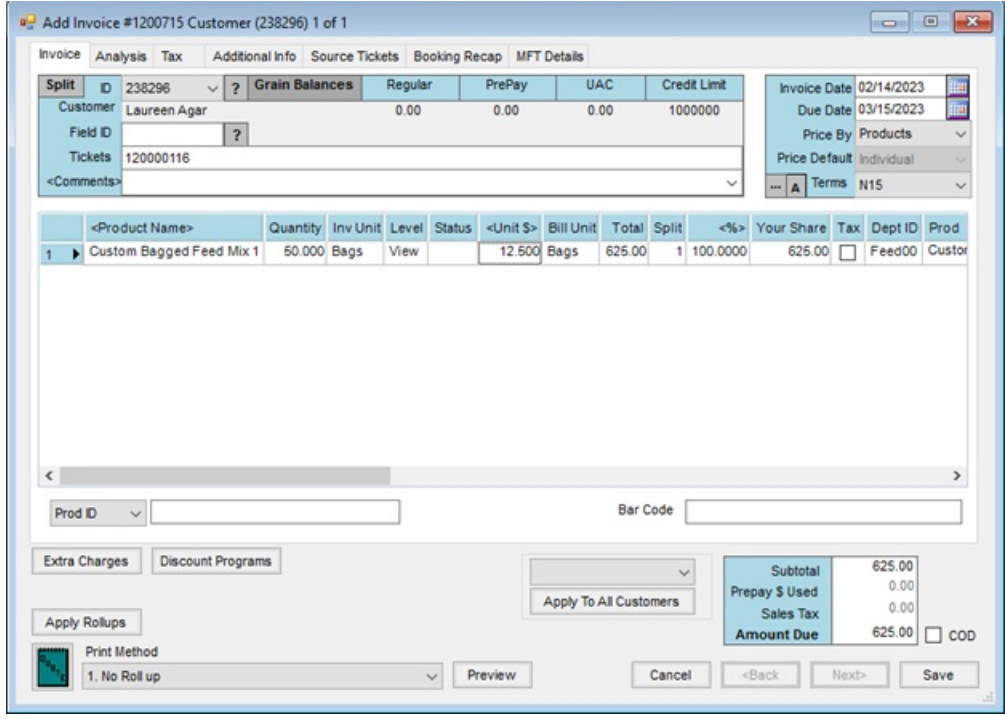 Add Invoice #1200715 Customer (238296) 1 of 1
Invoice Analysis Tax Additional Info Source Tickets Booking Recap MFT Details
Split ID 238296 ? Grain Balances Regular PrePay UAC Credit Limit
Customer Laureen Agar 0.00 0.00 0.00 1000000
Field ID ?
Tickets 120000116
<Comments>
Invoice Date 02/14/2023
Due Date 03/15/2023
Price By Products
Price Default Individual
... A Terms N15
<Product Name> Quantity Inv Unit Level Status <Unit $> Bill Unit Total Split <%> Your Share Tax Dept ID Prod
1 Custom Bagged Feed Mix 1 50.000 Bags View 12.500 Bags 625.00 1 100.0000 625.00 Feed00 Custor
Prod ID Bar Code
Extra Charges Discount Programs
Apply To All Customers
Subtotal 625.00
Prepay $ Used 0.00
Sales Tax 0.00
Amount Due 625.00 COD
Apply Rollups
QUOTE
Print Method
1. No Roll up Preview Cancel <Back Next> Save